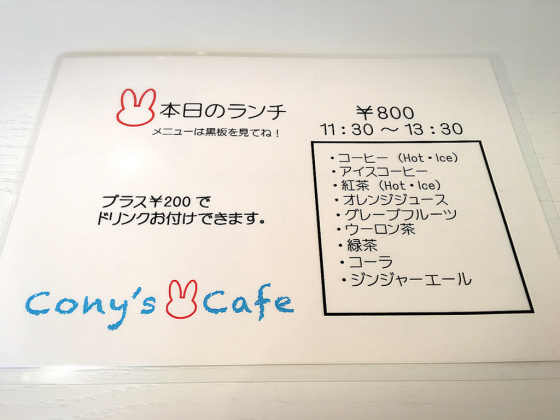 本日のランチ ￥800
メニューは黒板を見てね！ 11：30 ～ 13：30
プラス￥200 で
ドリンクお付けできます。
・コーヒー （Hot・Ice）
・アイスコーヒー
・紅茶 （Hot・Ice）
・オレンジジュース
・グレープフルーツ
・ウーロン茶
・緑茶
・コーラ
・ジンジャーエール
Cony's Cafe